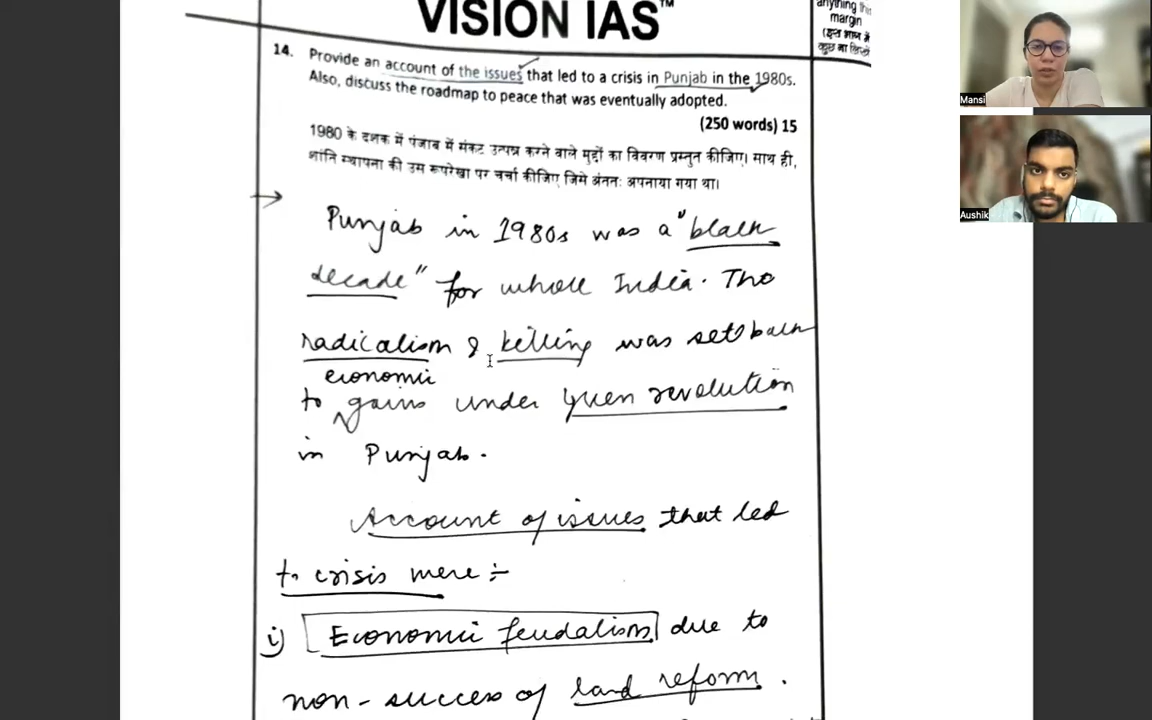 VISION IAS™
anything this
margin
(इस भाग में
कुछ ना लिखें
14. Provide an account of the issues that led to a crisis in Punjab in the 1980s.
Also, discuss the roadmap to peace that was eventually adopted.
(250 words) 15
1980 के दशक में पंजाब में संकट उत्पन्न करने वाले मुद्दों का विवरण प्रस्तुत कीजिए। साथ ही,
शांति स्थापना की उस रूपरेखा पर चर्चा कीजिए जिसे अंततः अपनाया गया था।
Punjab in 1980s was a "black
decade" for whole India. The
radicalism & killing was setback
economic
to gains under green revolution
in Punjab.
Account of issues that led
to crisis were :-
i) Economic feudalism due to
non-success of land reform.
Mansi
Aushik